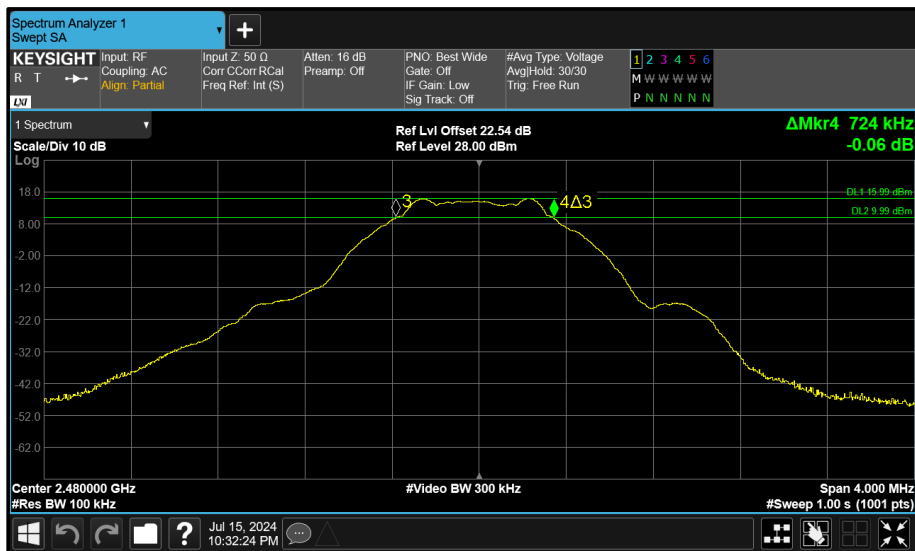 Spectrum Analyzer 1
Swept SA
▼
+
KEYSIGHT
R T
LXI
Input: RF
Coupling: AC
Align: Partial
Input Z: 50 Ω
Corr CCorr RCal
Freq Ref: Int (S)
Atten: 16 dB
Preamp: Off
PNO: Best Wide
Gate: Off
IF Gain: Low
Sig Track: Off
#Avg Type: Voltage
Avg|Hold: 30/30
Trig: Free Run
1 2 3 4 5 6
M W W W W W
P N N N N N
1 Spectrum ▼
Scale/Div 10 dB
Ref Lvl Offset 22.54 dB
Ref Level 28.00 dBm
ΔMkr4 724 kHz
-0.06 dB
Log
18.0
8.00
-2.00
-12.0
-22.0
-32.0
-42.0
-52.0
-62.0
3
4Δ3
DL1 15.99 dBm
DL2 9.99 dBm
Center 2.480000 GHz
#Res BW 100 kHz
#Video BW 300 kHz
Span 4.000 MHz
#Sweep 1.00 s (1001 pts)
?
Jul 15, 2024
10:32:24 PM